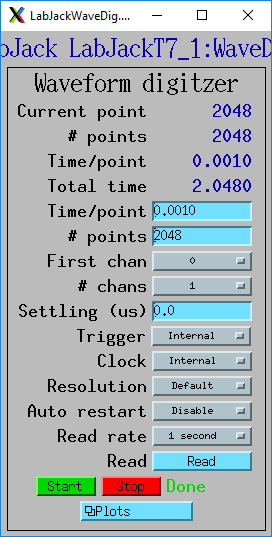 LabJackWaveDig....
bJack LabJackT7_1:WaveD
Waveform digitzer
Current point 2048
# points 2048
Time/point 0.0010
Total time 2.0480
Time/point 0.0010
# points 2048
First chan 0
# chans 1
Settling (us) 0.0
Trigger Internal
Clock Internal
Resolution Default
Auto restart Disable
Read rate 1 second
Read Read
Start Stop Done
Plots